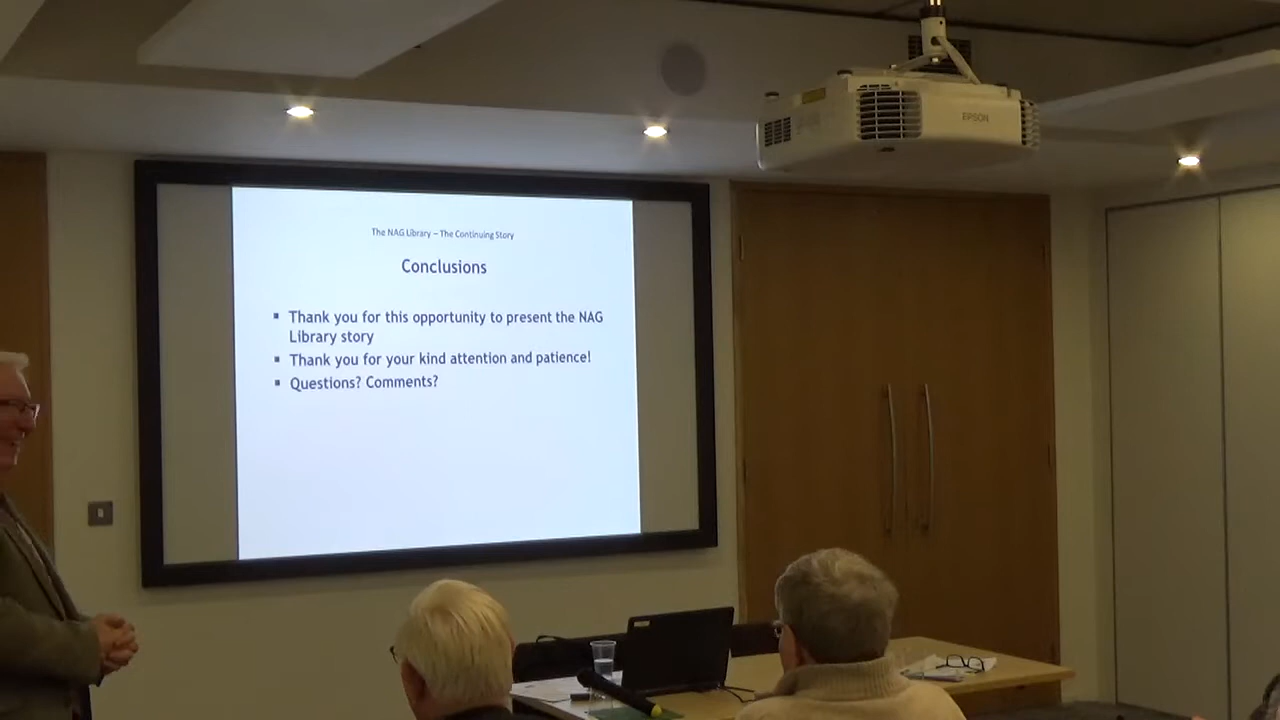 EPSON
The NAG Library – The Continuing Story
Conclusions
▪ Thank you for this opportunity to present the NAG
Library story
▪ Thank you for your kind attention and patience!
▪ Questions? Comments?